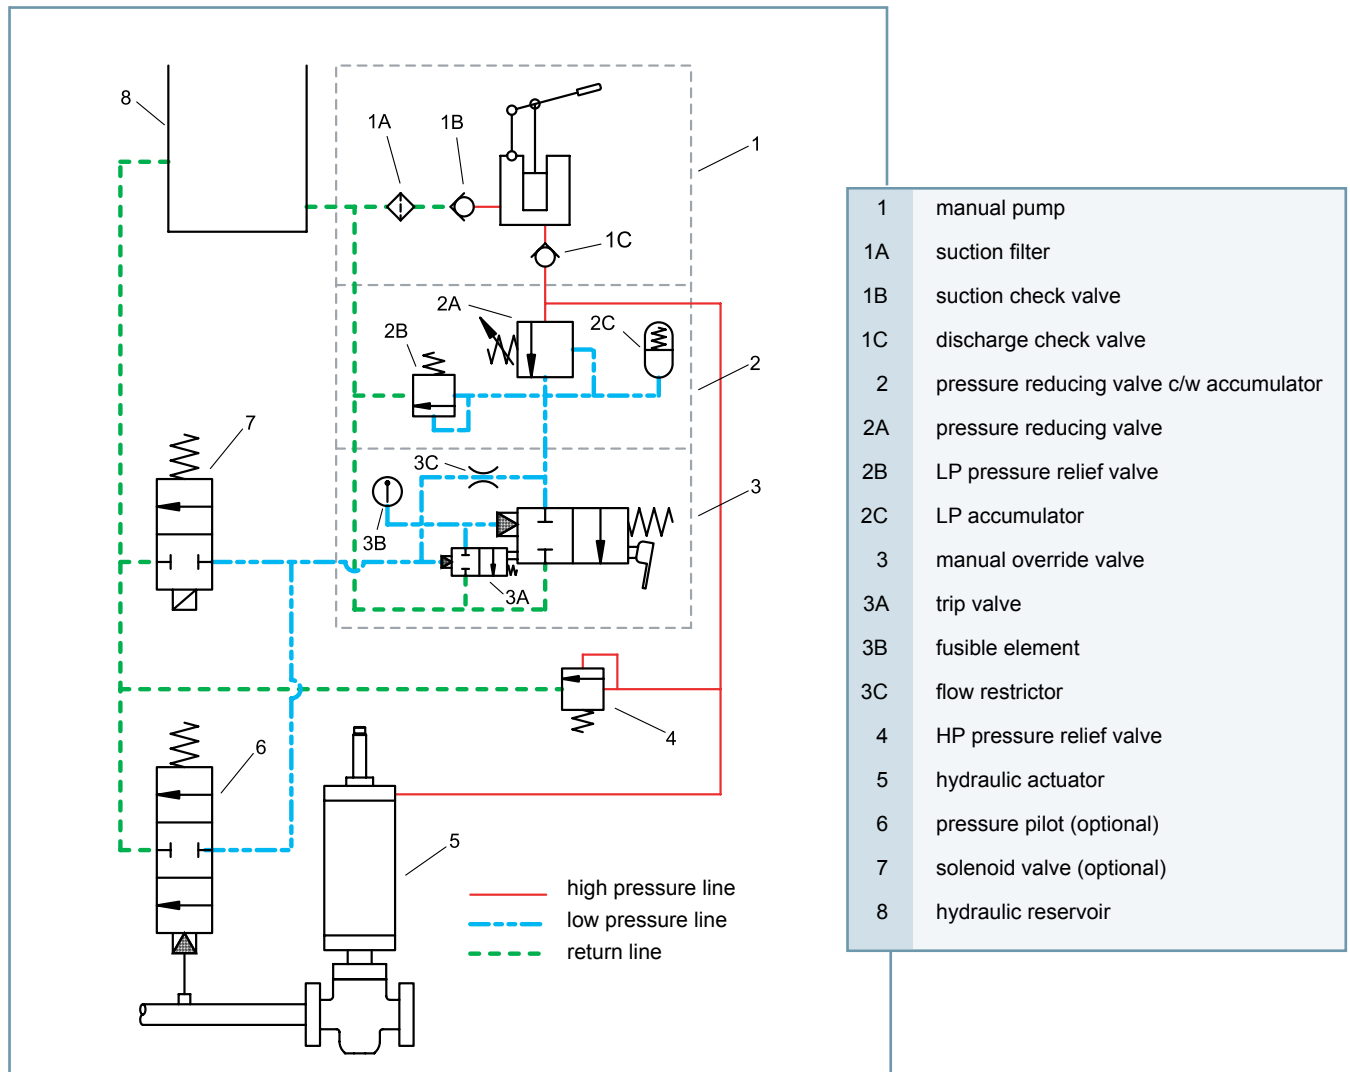 8
1A
1B
1
1C
2A
2B
2C
2
7
3C
3
3B
3A
6
4
5
high pressure line
low pressure line
return line
1 manual pump
1A suction filter
1B suction check valve
1C discharge check valve
2 pressure reducing valve c/w accumulator
2A pressure reducing valve
2B LP pressure relief valve
2C LP accumulator
3 manual override valve
3A trip valve
3B fusible element
3C flow restrictor
4 HP pressure relief valve
5 hydraulic actuator
6 pressure pilot (optional)
7 solenoid valve (optional)
8 hydraulic reservoir